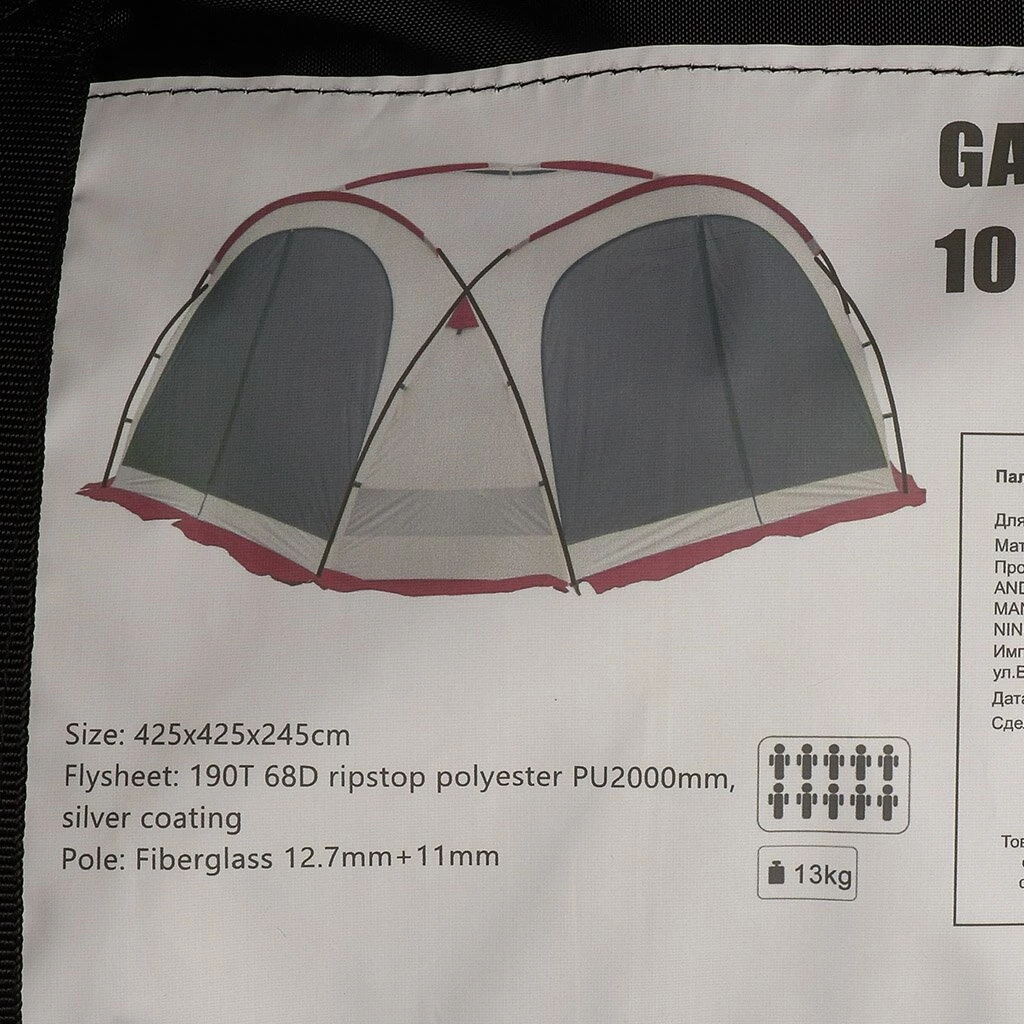 GA
10
Size: 425x425x245cm
Flysheet: 190T 68D ripstop polyester PU2000mm,
silver coating
Pole: Fiberglass 12.7mm+11mm
13kg
Для
AND
MAN
NIN